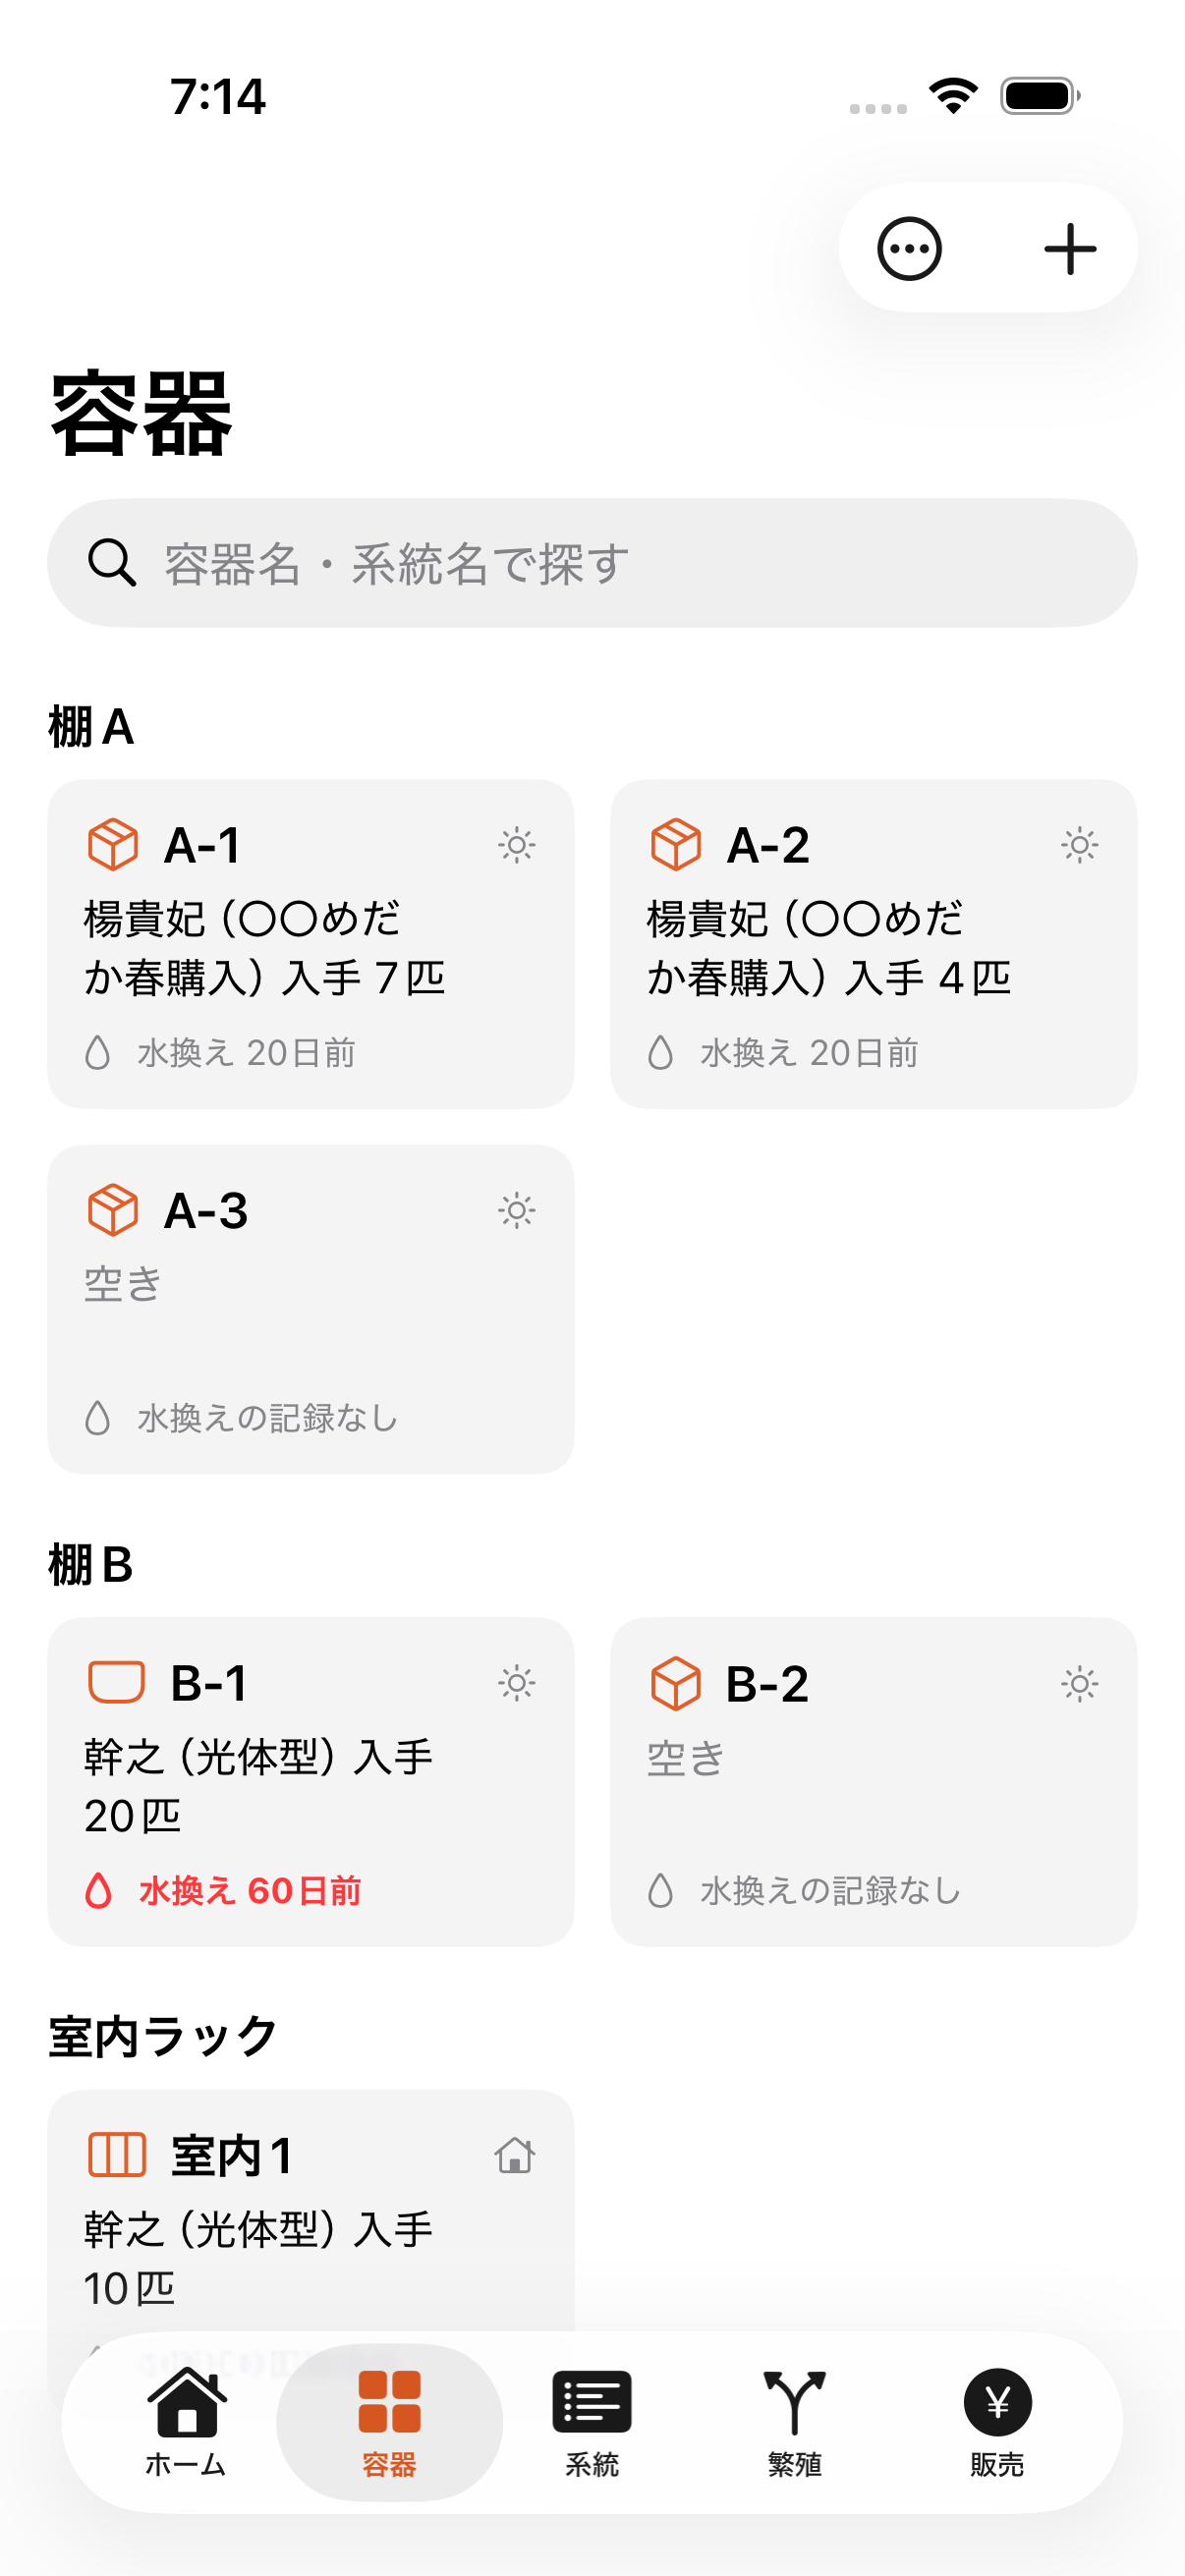 7:14
容器
容器名・系統名で探す
棚 A
A-1
楊貴妃（〇〇めだ
か春購入）入手 7 匹
水換え 20日前
A-2
楊貴妃（〇〇めだ
か春購入）入手 4 匹
水換え 20日前
A-3
空き
水換えの記録なし
棚 B
B-1
幹之（光体型）入手
20 匹
水換え 60日前
B-2
空き
水換えの記録なし
室内ラック
室内 1
幹之（光体型）入手
10 匹
ホーム
容器
系統
繁殖
販売